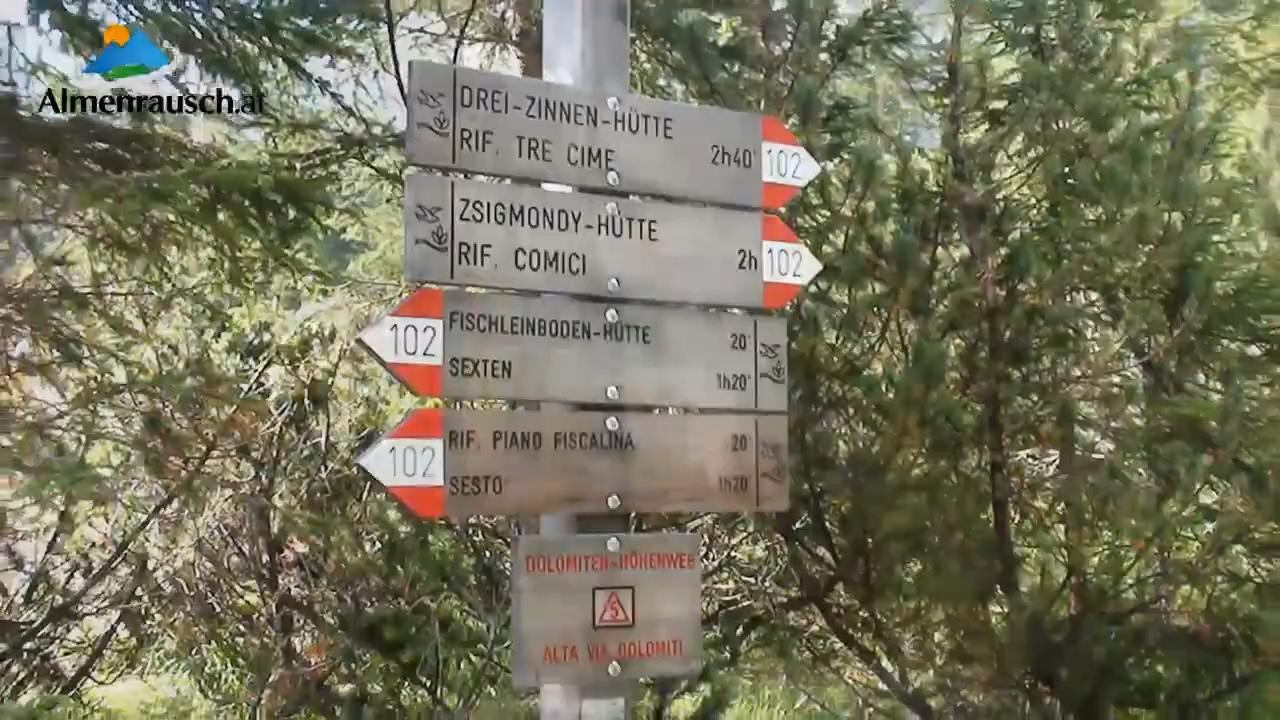 Almenrausch.at
DREI-ZINNEN-HÜTTE
RIF. TRE CIME 2h40' 102
ZSIGMONDY-HÜTTE
RIF. COMICI 2h 102
102 FISCHLEINBODEN-HÜTTE 20'
SEXTEN 1h20'
102 RIF. PIANO FISCALINA 20'
SESTO 1h20'
DOLOMITEN-HÖHENWEG
5
ALTA VIA DOLOMITI